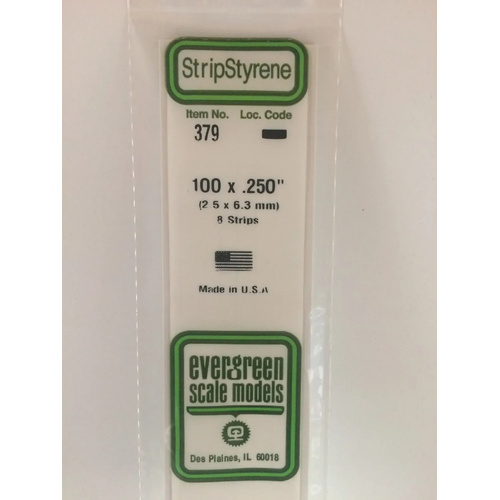 StripStyrene
Item No. Loc. Code
379
.100 x .250"
(2.5 x 6.3 mm)
8 Strips
Made in U.S.A
evergreen
scale models
Des Plaines, IL 60018